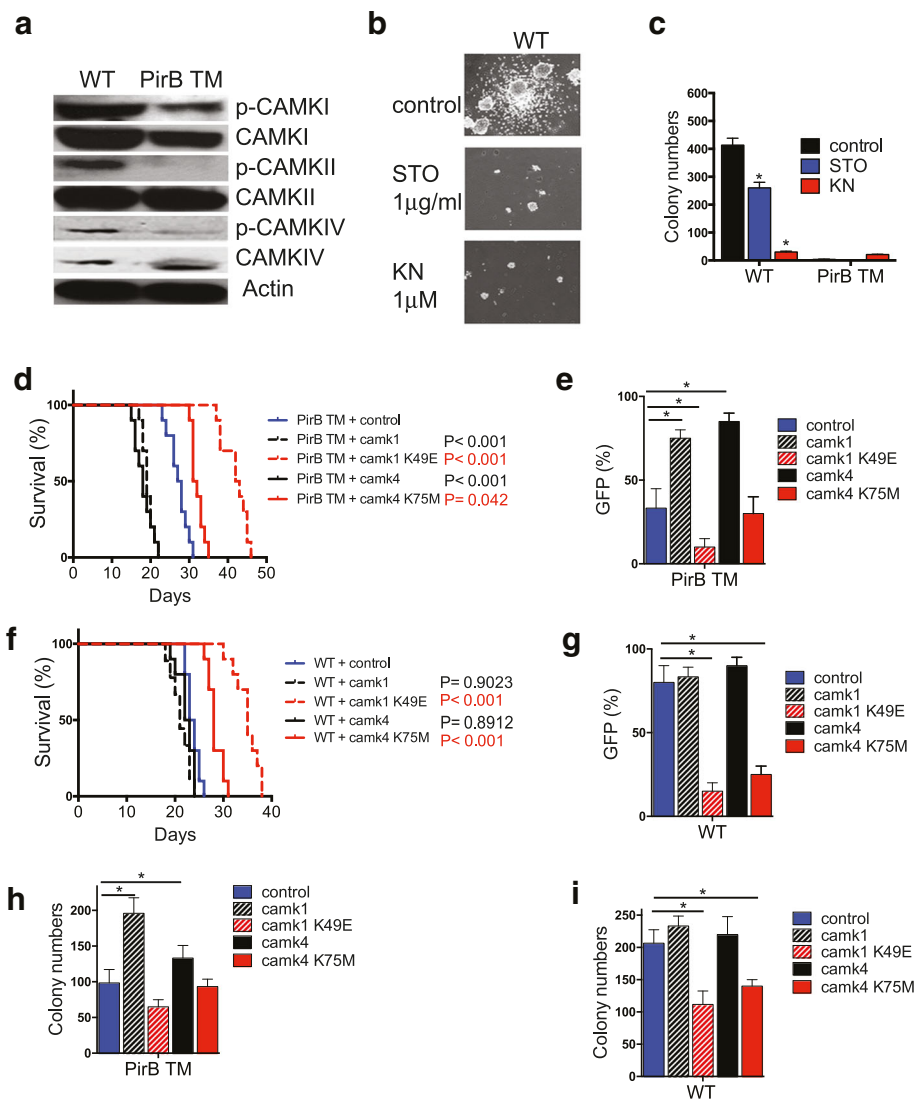 a
WT PirB TM
p-CAMKI
CAMKI
p-CAMKII
CAMKII
p-CAMKIV
CAMKIV
Actin
b
WT
control
STO
1μg/ml
KN
1μM
c
Colony numbers
600
500
400
300
200
100
0
* *
WT PirB TM
control
STO
KN
d
Survival (%)
100
50
0
0 10 20 30 40 50
Days
PirB TM + control
PirB TM + camk1 P< 0.001
PirB TM + camk1 K49E P< 0.001
PirB TM + camk4 P< 0.001
PirB TM + camk4 K75M P= 0.042
e
GFP (%)
100
50
0
*
*
*
PirB TM
control
camk1
camk1 K49E
camk4
camk4 K75M
f
Survival (%)
100
50
0
0 10 20 30 40
Days
WT + control
WT + camk1 P= 0.9023
WT + camk1 K49E P< 0.001
WT + camk4 P= 0.8912
WT + camk4 K75M P< 0.001
g
GFP (%)
100
50
0
*
*
WT
control
camk1
camk1 K49E
camk4
camk4 K75M
h
Colony numbers
200
150
100
50
0
*
*
PirB TM
control
camk1
camk1 K49E
camk4
camk4 K75M
i
Colony numbers
250
200
150
100
50
0
*
*
WT
control
camk1
camk1 K49E
camk4
camk4 K75M